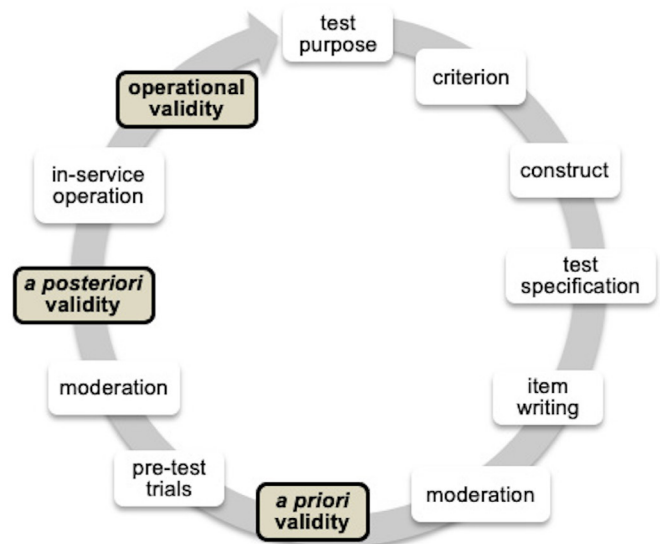 test
purpose
criterion
construct
test
specification
item
writing
moderation
a priori
validity
pre-test
trials
moderation
a posteriori
validity
in-service
operation
operational
validity